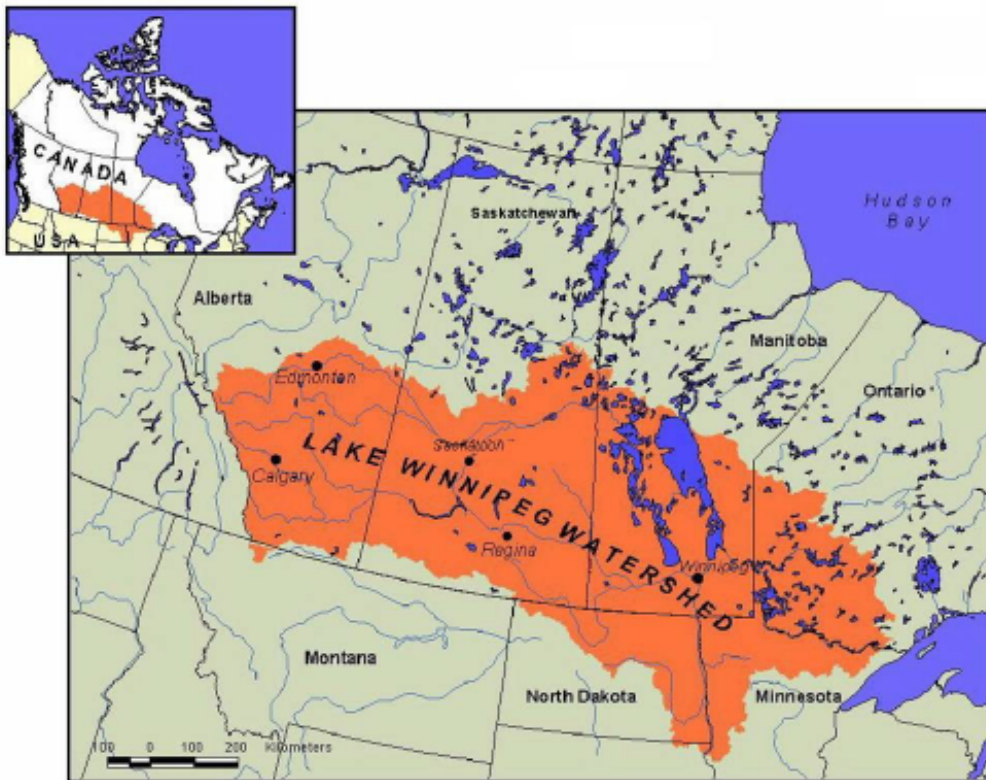 CANADA
USA
Hudson
Bay
Saskatchewan
Alberta
Manitoba
Ontario
Edmonton
Saskatoon
Calgary
LAKE WINNIPEG WATERSHED
Regina
Winnipeg
Montana
North Dakota
Minnesota
100 0 100 200 Kilometers